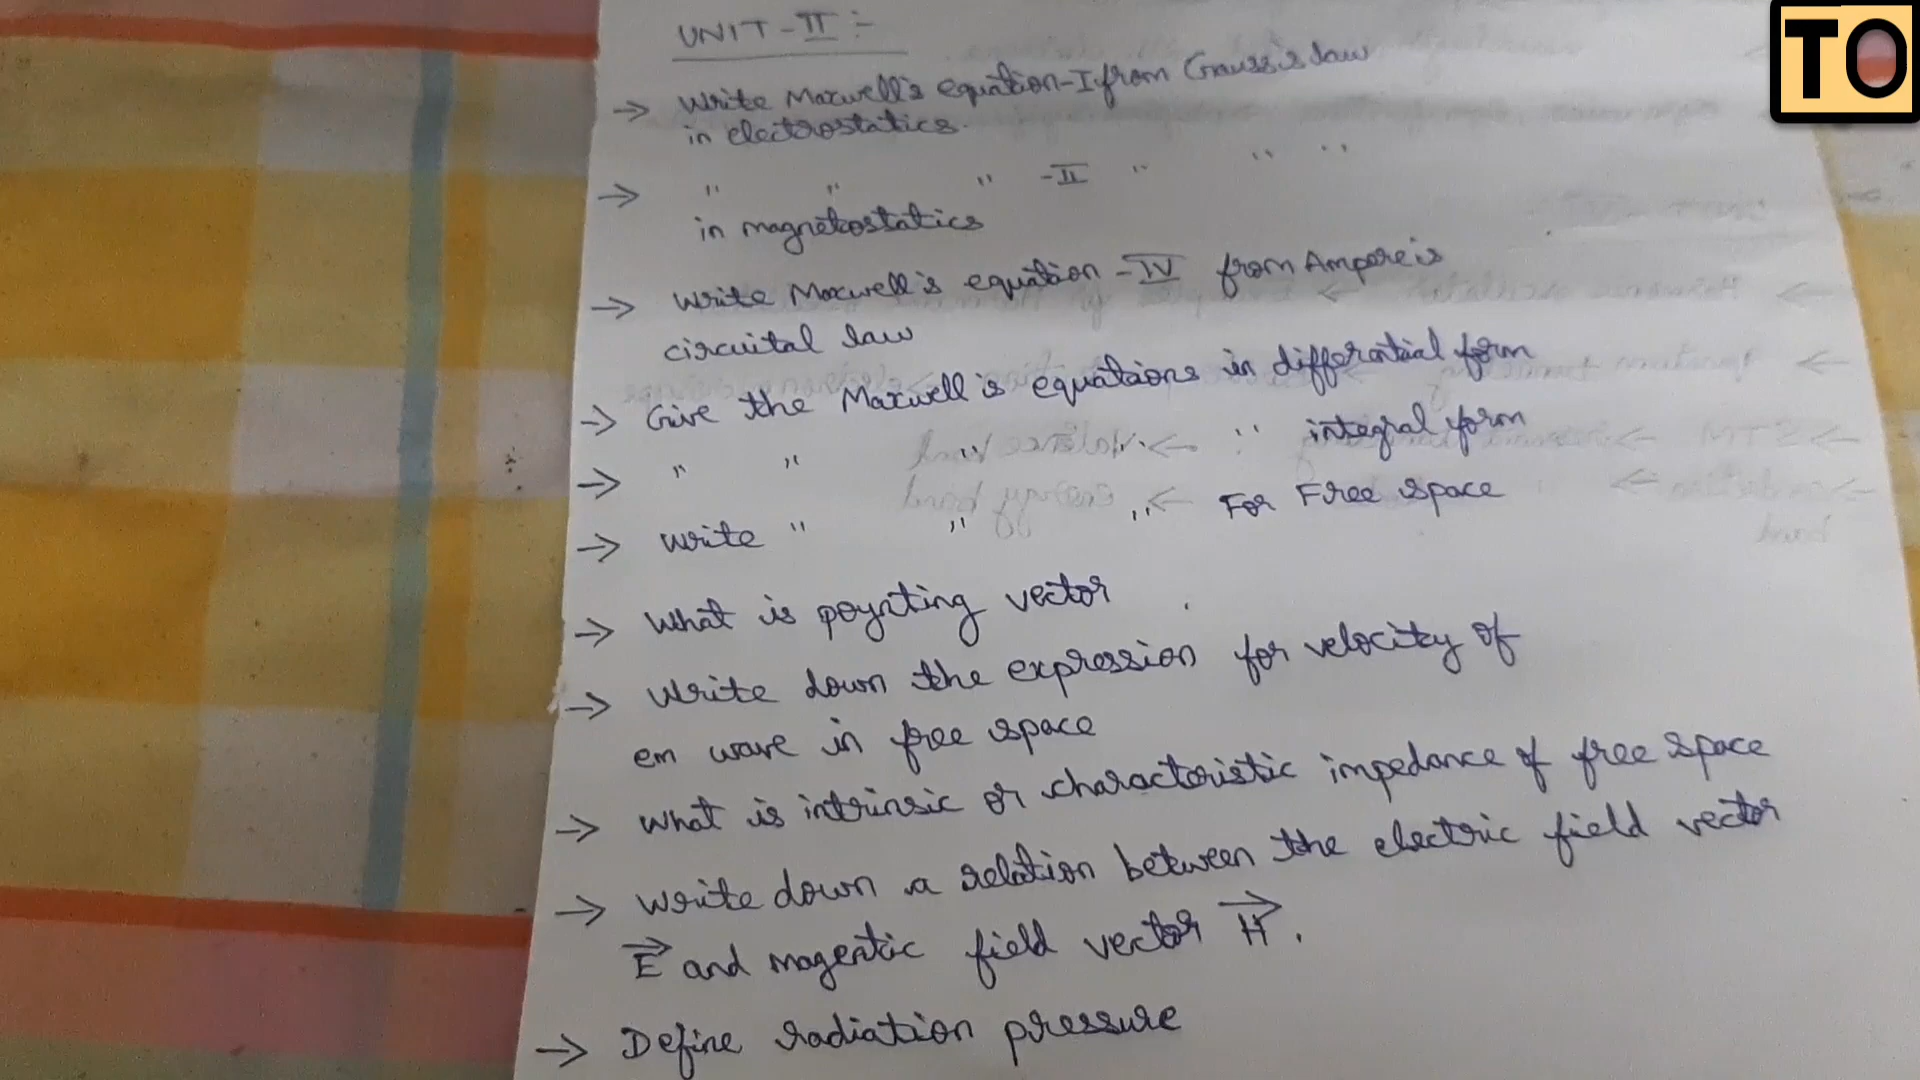 UNIT-II :-
→ Write Maxwell's equation-I from Gauss's law
in electrostatics.
→ " " " -II " " "
in magnetostatics
→ Write Maxwell's equation -IV from Ampere's
circuital law
→ Give the Maxwell's equations in differential form
→ " " " " integral form
→ write " " " For Free space
→ What is poynting vector
→ Write down the expression for velocity of
em wave in free space
→ What is intrinsic or characteristic impedance of free space
→ Write down a relation between the electric field vector
E⃗ and magentic field vector H⃗.
→ Define radiation pressure
TO